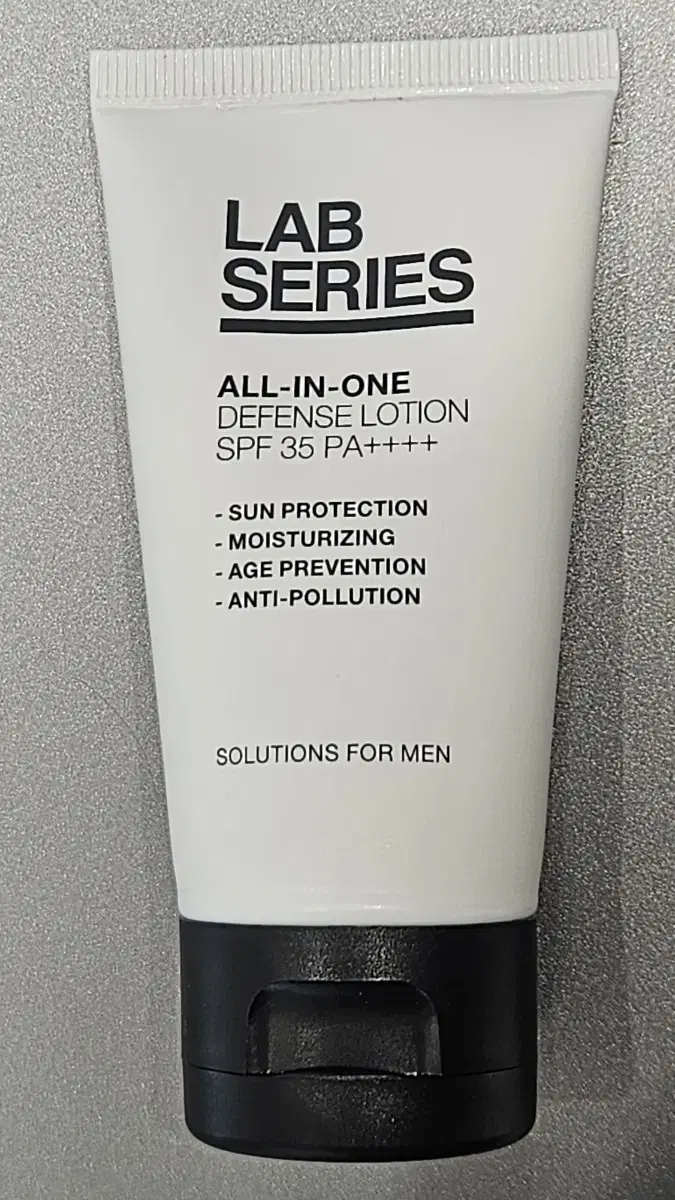 LAB
SERIES
ALL-IN-ONE
DEFENSE LOTION
SPF 35 PA++++
- SUN PROTECTION
- MOISTURIZING
- AGE PREVENTION
- ANTI-POLLUTION
SOLUTIONS FOR MEN